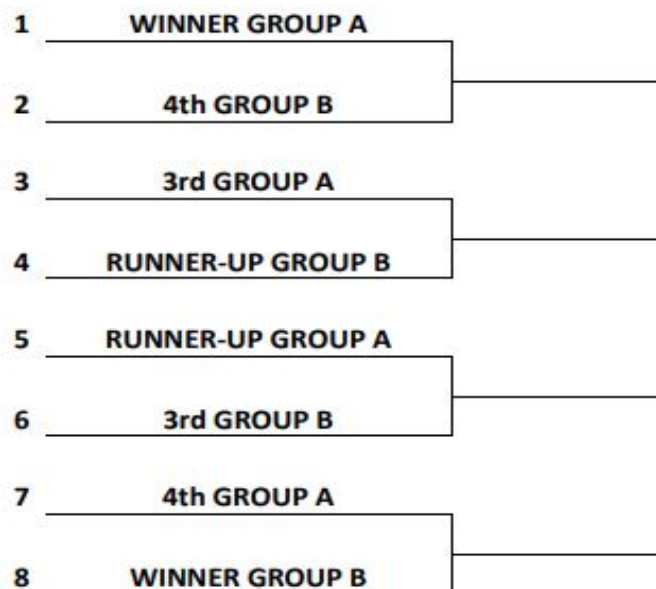 1 WINNER GROUP A
2 4th GROUP B
3 3rd GROUP A
4 RUNNER-UP GROUP B
5 RUNNER-UP GROUP A
6 3rd GROUP B
7 4th GROUP A
8 WINNER GROUP B